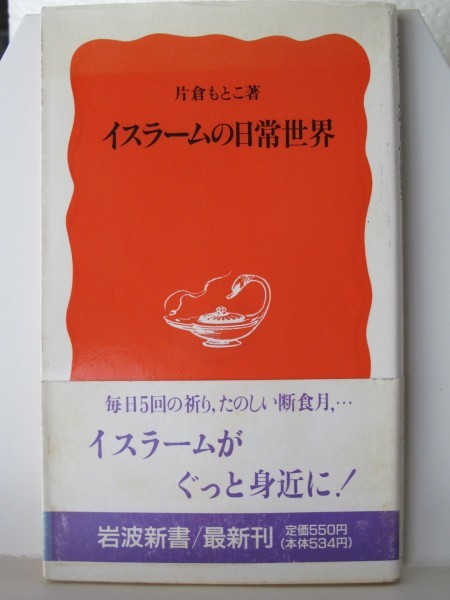 片倉もとこ著
イスラームの日常世界
毎日5回の祈り,たのしい断食月,…
イスラームが
ぐっと身近に!
岩波新書/最新刊
定価550円
(本体534円)